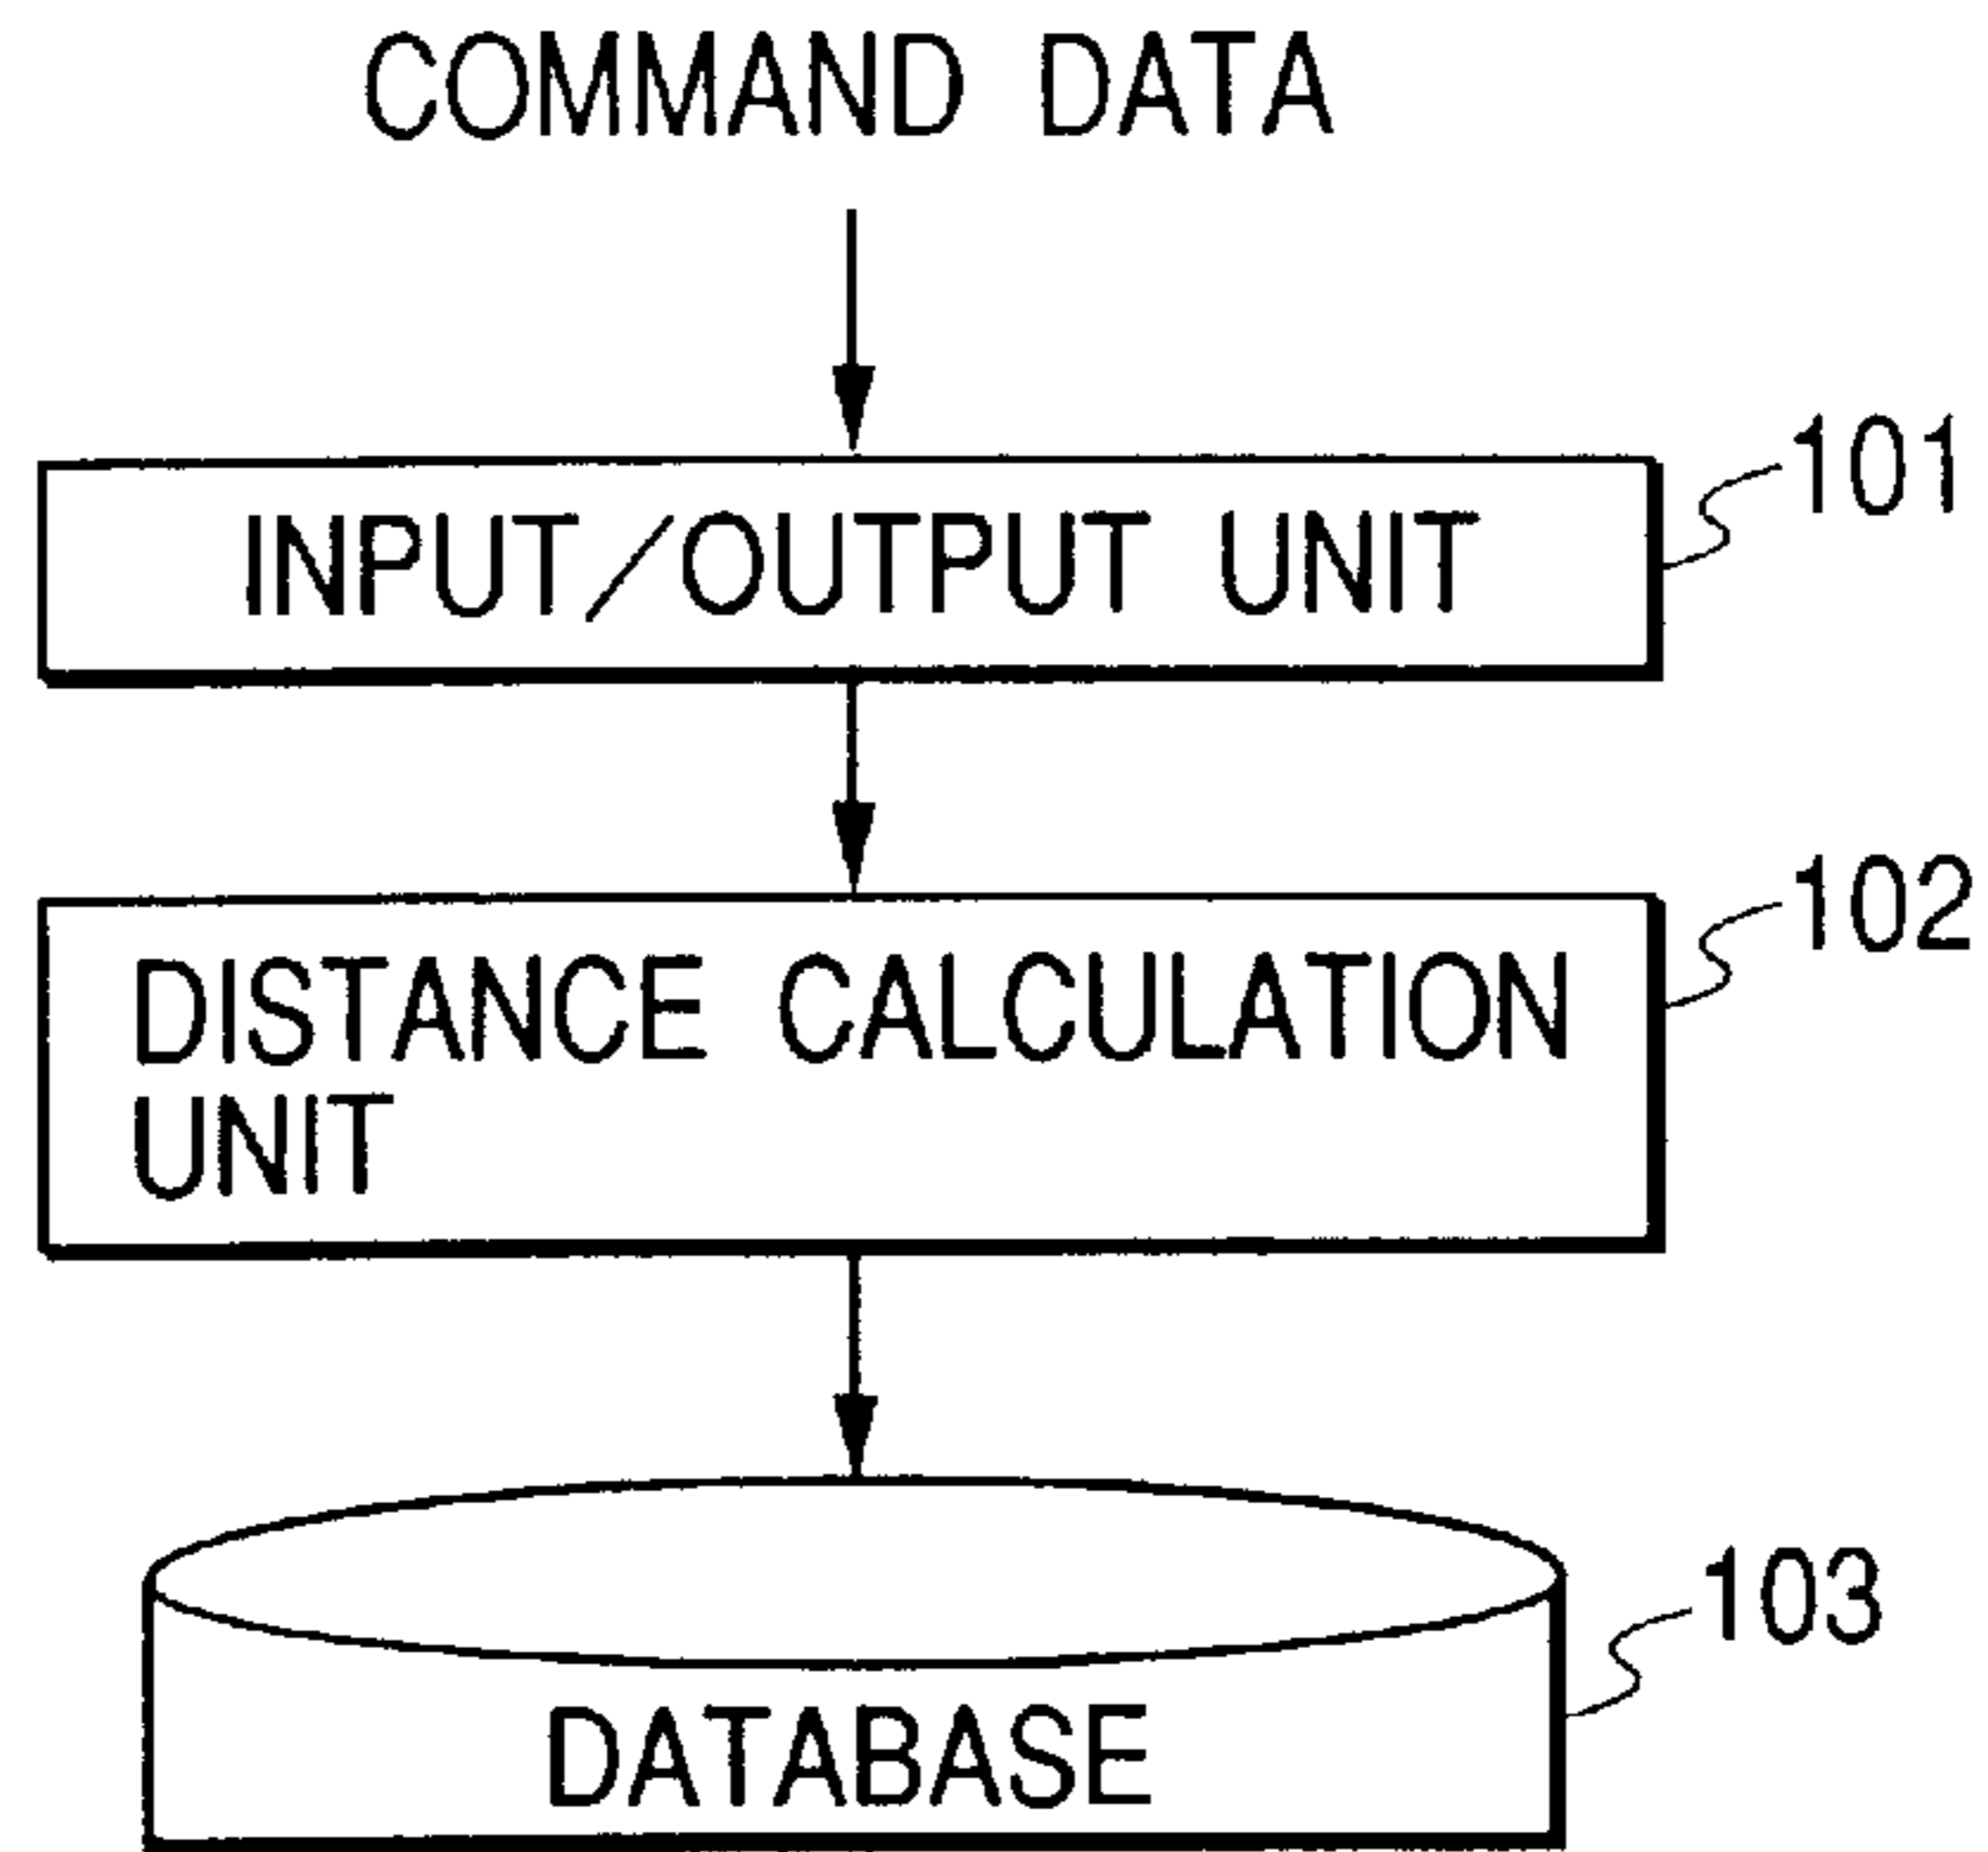 COMMAND DATA
101
INPUT/OUTPUT UNIT
102
DISTANCE CALCULATION
UNIT
103
DATABASE